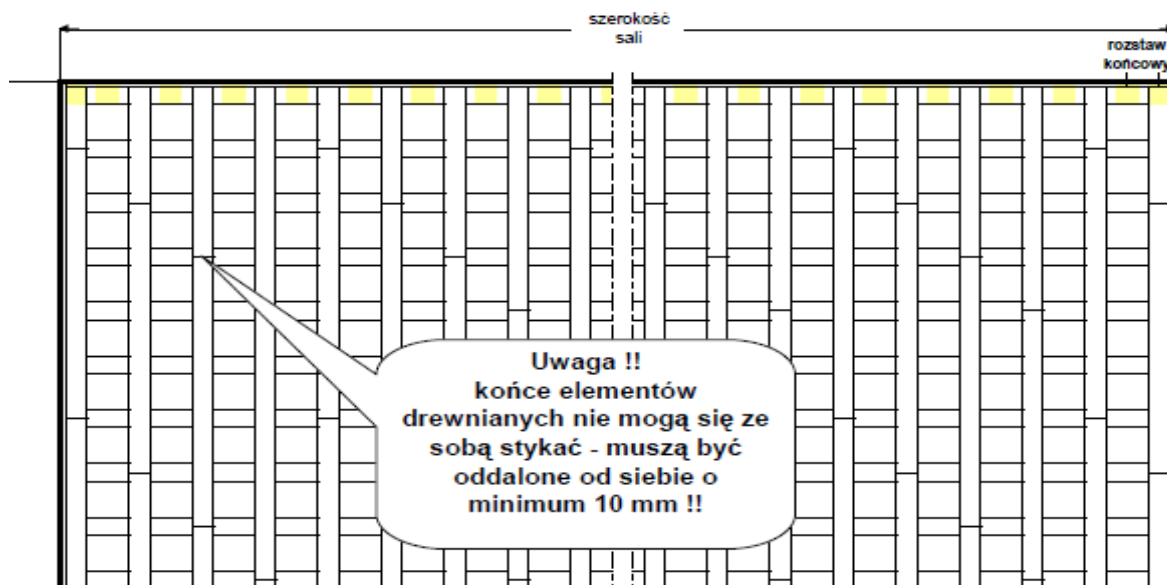 szerokość
sali
rozstaw
końcowy
Uwaga !!
końce elementów
drewnianych nie mogą się ze
sobą stykać - muszą być
oddalone od siebie o
minimum 10 mm !!